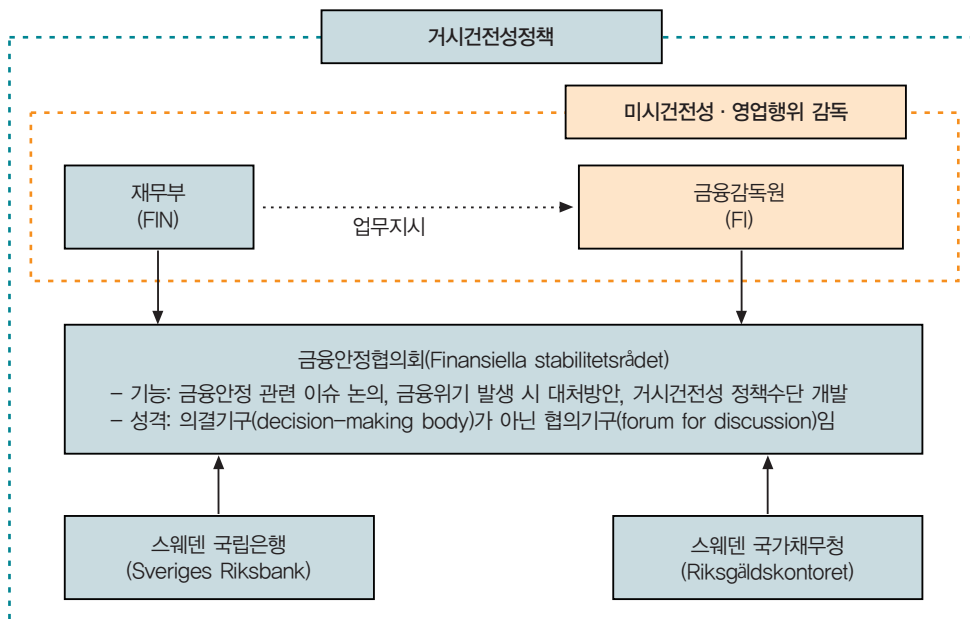 거시건전성정책
미시건전성 · 영업행위 감독
재무부
(FIN)
업무지시
금융감독원
(FI)
금융안정협의회(Finansiella stabilitetsrådet)
- 기능: 금융안정 관련 이슈 논의, 금융위기 발생 시 대처방안, 거시건전성 정책수단 개발
- 성격: 의결기구(decision-making body)가 아닌 협의기구(forum for discussion)임
스웨덴 국립은행
(Sveriges Riksbank)
스웨덴 국가채무청
(Riksgäldskontoret)